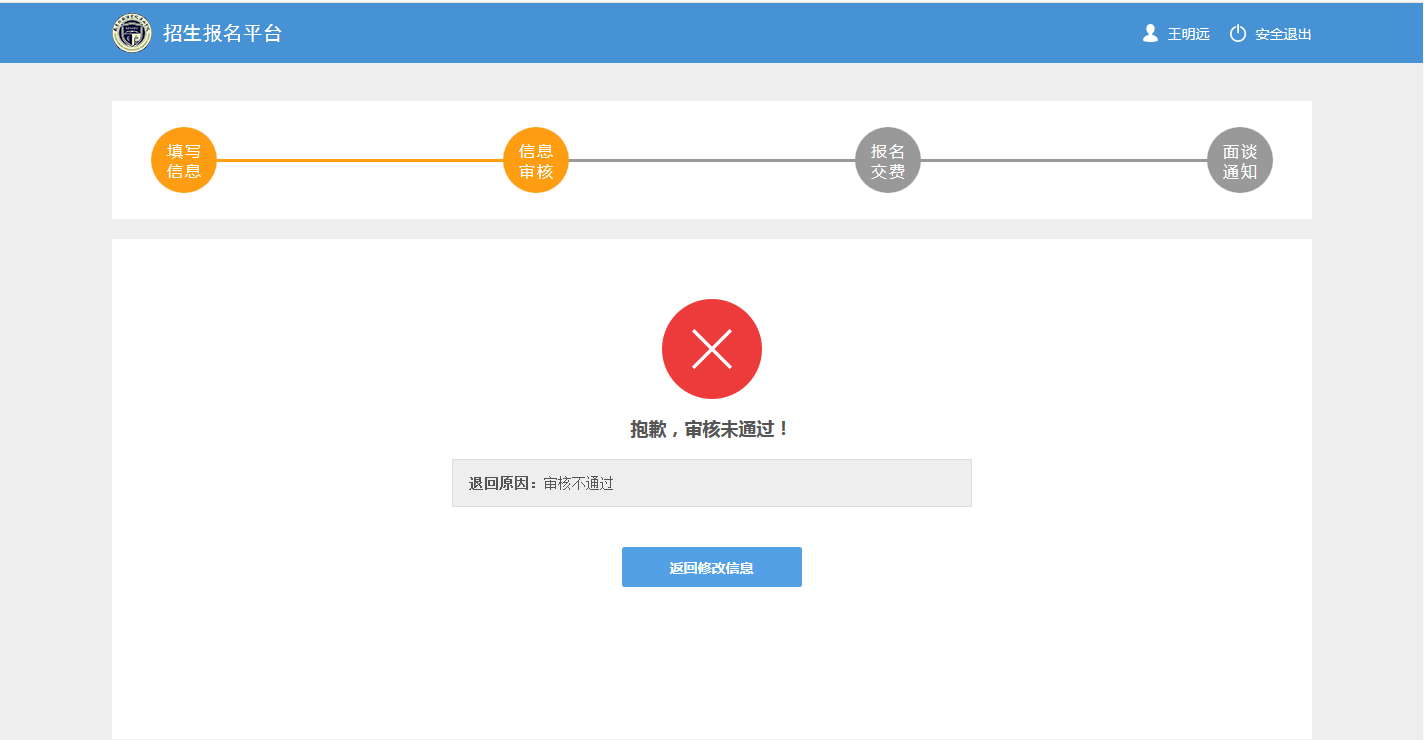 招生报名平台
王明远
安全退出
填写
信息
信息
审核
报名
交费
面谈
通知
抱歉，审核未通过！
退回原因：审核不通过
返回修改信息